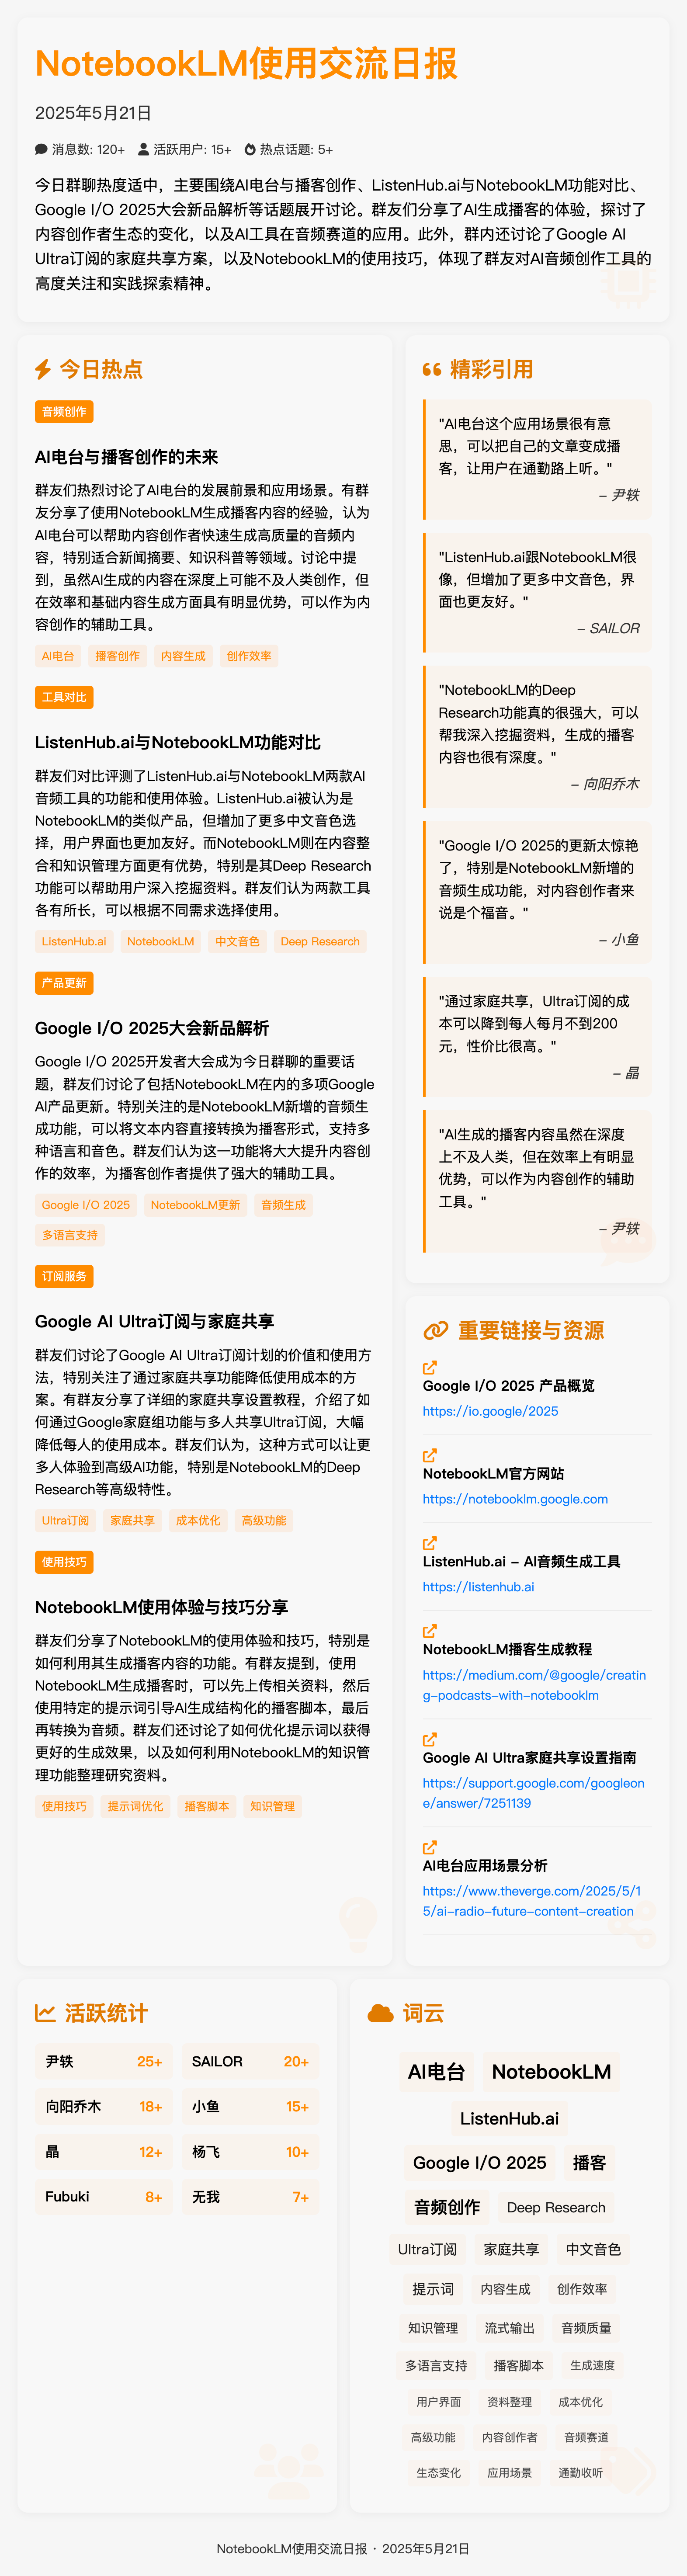 NotebookLM使用交流日报
2025年5月21日
消息数: 120+ 活跃用户: 15+ 热点话题: 5+
今日群聊热度适中，主要围绕AI电台与播客创作、ListenHub.ai与NotebookLM功能对比、
Google I/O 2025大会新品解析等话题展开讨论。群友们分享了AI生成播客的体验，探讨了
内容创作者生态的变化，以及AI工具在音频赛道的应用。此外，群内还讨论了Google AI
Ultra订阅的家庭共享方案，以及NotebookLM的使用技巧，体现了群友对AI音频创作工具的
高度关注和实践探索精神。
今日热点
音频创作
AI电台与播客创作的未来
群友们热烈讨论了AI电台的发展前景和应用场景。有群
友分享了使用NotebookLM生成播客内容的经验，认为
AI电台可以帮助内容创作者快速生成高质量的音频内
容，特别适合新闻摘要、知识科普等领域。讨论中提
到，虽然AI生成的内容在深度上可能不及人类创作，但
在效率和基础内容生成方面具有明显优势，可以作为内
容创作的辅助工具。
AI电台 播客创作 内容生成 创作效率
工具对比
ListenHub.ai与NotebookLM功能对比
群友们对比评测了ListenHub.ai与NotebookLM两款AI
音频工具的功能和使用体验。ListenHub.ai被认为是
NotebookLM的类似产品，但增加了更多中文音色选
择，用户界面也更加友好。而NotebookLM则在内容整
合和知识管理方面更有优势，特别是其Deep Research
功能可以帮助用户深入挖掘资料。群友们认为两款工具
各有所长，可以根据不同需求选择使用。
ListenHub.ai NotebookLM 中文音色 Deep Research
产品更新
Google I/O 2025大会新品解析
Google I/O 2025开发者大会成为今日群聊的重要话
题，群友们讨论了包括NotebookLM在内的多项Google
AI产品更新。特别关注的是NotebookLM新增的音频生
成功能，可以将文本内容直接转换为播客形式，支持多
种语言和音色。群友们认为这一功能将大大提升内容创
作的效率，为播客创作者提供了强大的辅助工具。
Google I/O 2025 NotebookLM更新 音频生成
多语言支持
订阅服务
Google AI Ultra订阅与家庭共享
群友们讨论了Google AI Ultra订阅计划的价值和使用方
法，特别关注了通过家庭共享功能降低使用成本的方
案。有群友分享了详细的家庭共享设置教程，介绍了如
何通过Google家庭组功能与多人共享Ultra订阅，大幅
降低每人的使用成本。群友们认为，这种方式可以让更
多人体验到高级AI功能，特别是NotebookLM的Deep
Research等高级特性。
Ultra订阅 家庭共享 成本优化 高级功能
使用技巧
NotebookLM使用体验与技巧分享
群友们分享了NotebookLM的使用体验和技巧，特别是
如何利用其生成播客内容的功能。有群友提到，使用
NotebookLM生成播客时，可以先上传相关资料，然后
使用特定的提示词引导AI生成结构化的播客脚本，最后
再转换为音频。群友们还讨论了如何优化提示词以获得
更好的生成效果，以及如何利用NotebookLM的知识管
理功能整理研究资料。
使用技巧 提示词优化 播客脚本 知识管理
精彩引用
"AI电台这个应用场景很有意
思，可以把自己的文章变成播
客，让用户在通勤路上听。"
– 尹轶
"ListenHub.ai跟NotebookLM很
像，但增加了更多中文音色，界
面也更友好。"
– SAILOR
"NotebookLM的Deep
Research功能真的很强大，可以
帮我深入挖掘资料，生成的播客
内容也很有深度。"
– 向阳乔木
"Google I/O 2025的更新太惊艳
了，特别是NotebookLM新增的
音频生成功能，对内容创作者来
说是个福音。"
– 小鱼
"通过家庭共享，Ultra订阅的成
本可以降到每人每月不到200
元，性价比很高。"
– 晶
"AI生成的播客内容虽然在深度
上不及人类，但在效率上有明显
优势，可以作为内容创作的辅助
工具。"
– 尹轶
重要链接与资源
Google I/O 2025 产品概览
https://io.google/2025
NotebookLM官方网站
https://notebooklm.google.com
ListenHub.ai – AI音频生成工具
https://listenhub.ai
NotebookLM播客生成教程
https://medium.com/@google/creatin
g-podcasts-with-notebooklm
Google AI Ultra家庭共享设置指南
https://support.google.com/googleon
e/answer/7251139
AI电台应用场景分析
https://www.theverge.com/2025/5/1
5/ai-radio-future-content-creation
活跃统计
尹轶 25+ SAILOR 20+
向阳乔木 18+ 小鱼 15+
晶 12+ 杨飞 10+
Fubuki 8+ 无我 7+
词云
AI电台 NotebookLM
ListenHub.ai
Google I/O 2025 播客
音频创作 Deep Research
Ultra订阅 家庭共享 中文音色
提示词 内容生成 创作效率
知识管理 流式输出 音频质量
多语言支持 播客脚本 生成速度
用户界面 资料整理 成本优化
高级功能 内容创作者 音频赛道
生态变化 应用场景 通勤收听
NotebookLM使用交流日报 · 2025年5月21日